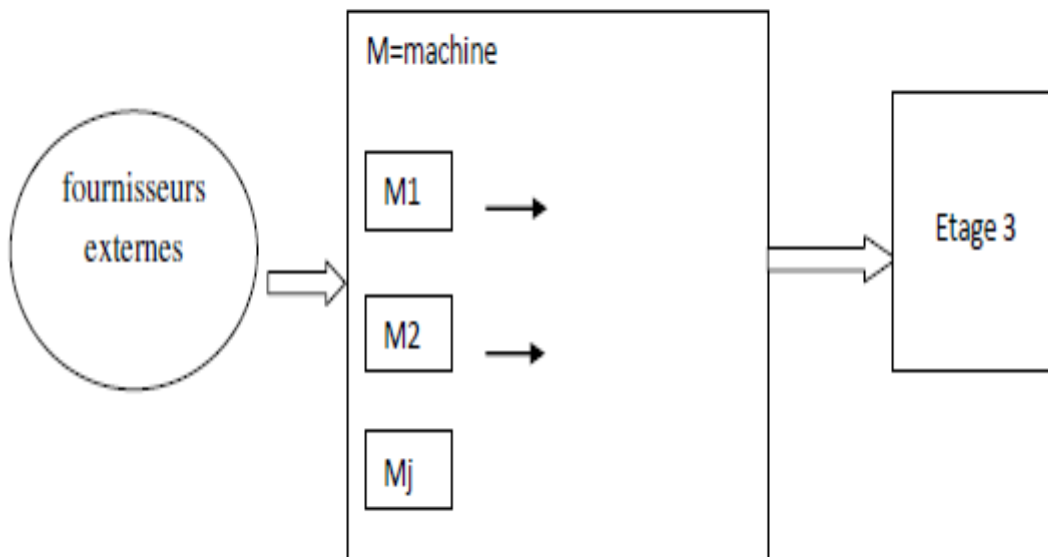 M=machine
fournisseurs
externes
M1
M2
Mj
Etage 3